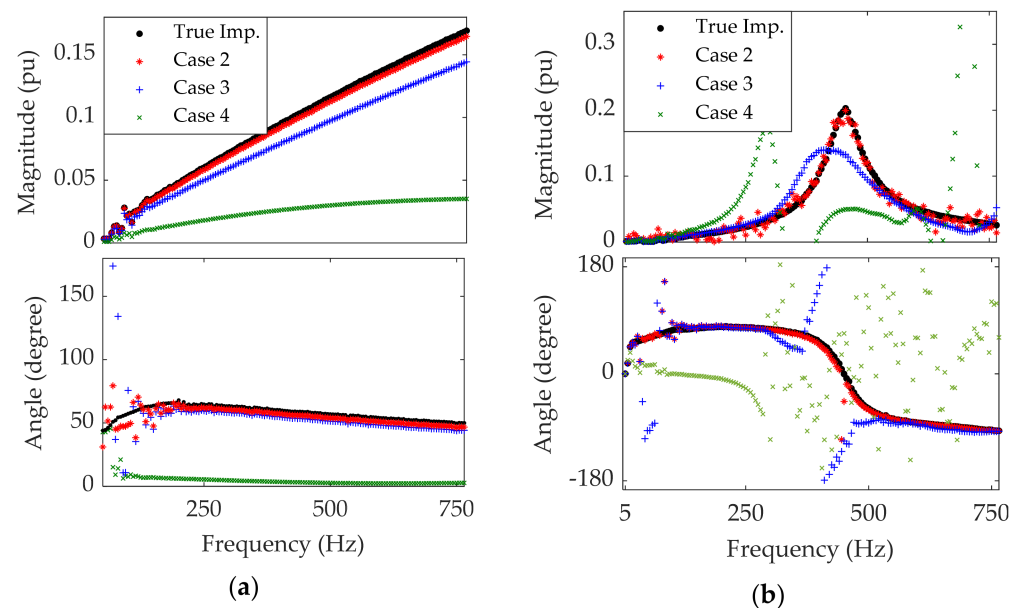 True Imp.
Case 2
Case 3
Case 4
Magnitude (pu)
0.15
0.1
0.05
0
Angle (degree)
150
100
50
0
250
500
750
Frequency (Hz)
(a)
True Imp.
Case 2
Case 3
Case 4
Magnitude (pu)
0.3
0.2
0.1
0
Angle (degree)
180
0
-180
5
250
500
750
Frequency (Hz)
(b)